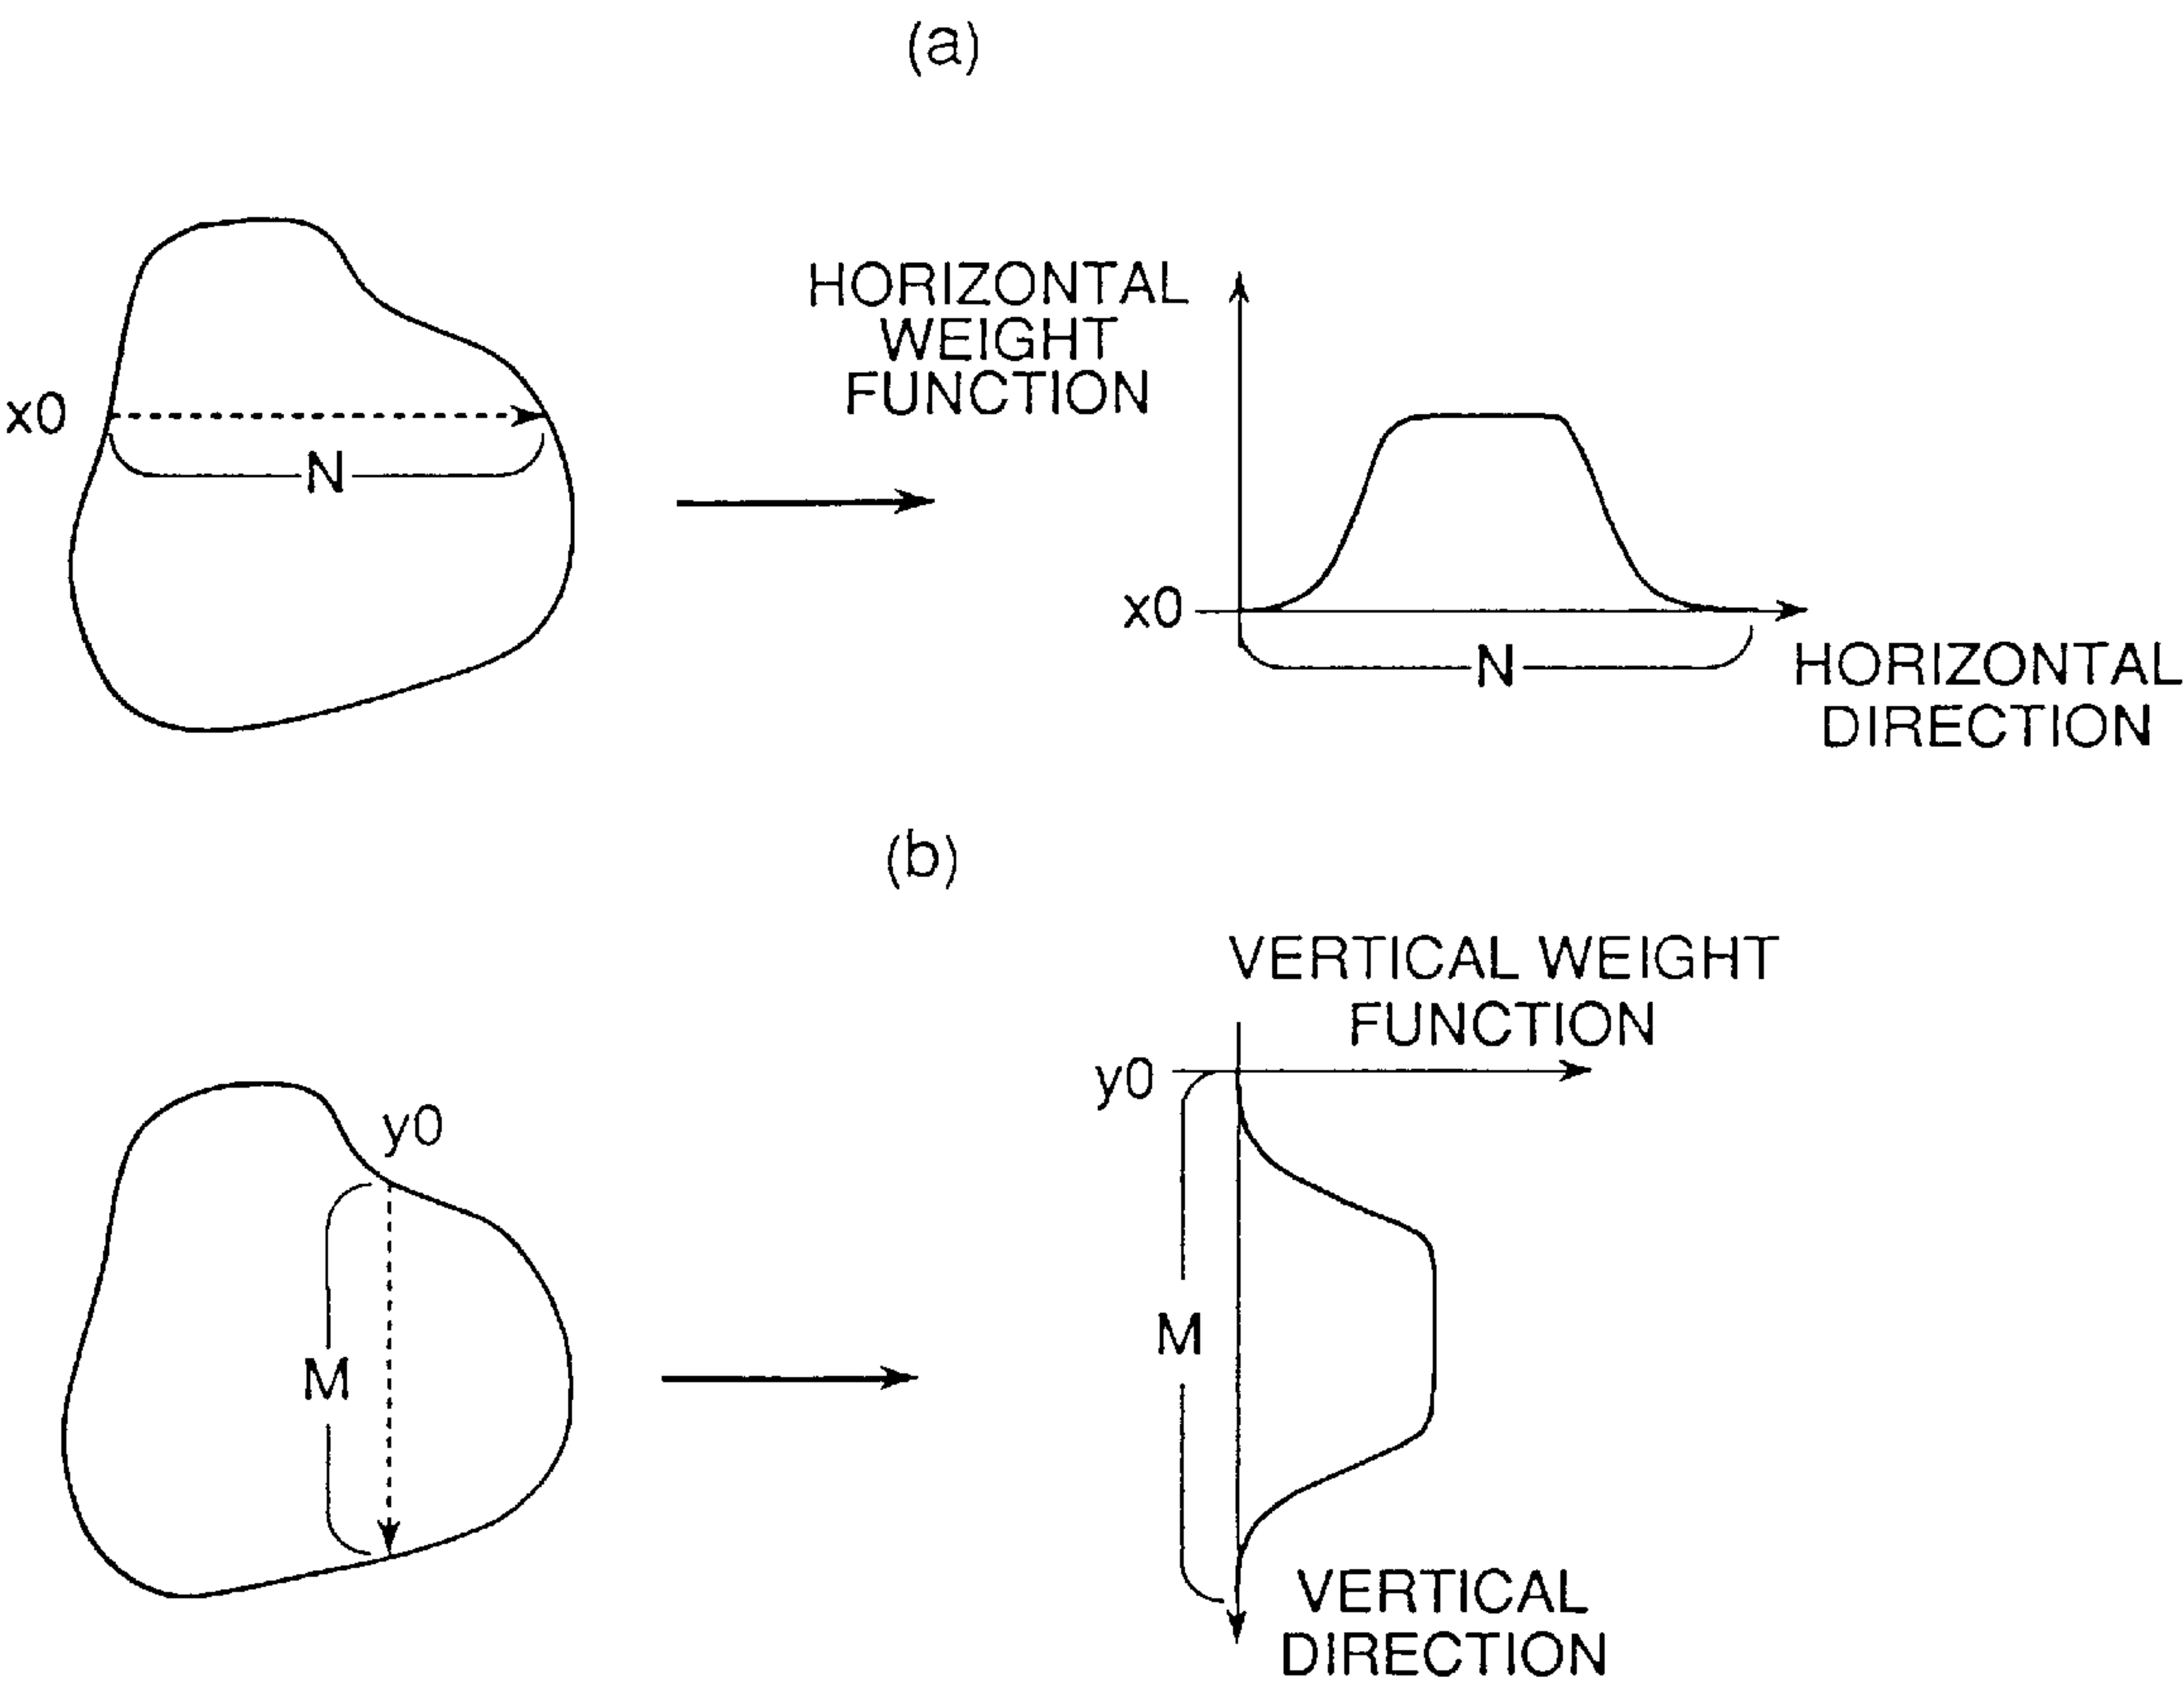 (a)
HORIZONTAL
WEIGHT
FUNCTION
x0
N
x0
N
HORIZONTAL
DIRECTION
(b)
VERTICAL WEIGHT
FUNCTION
y0
y0
M
M
VERTICAL
DIRECTION